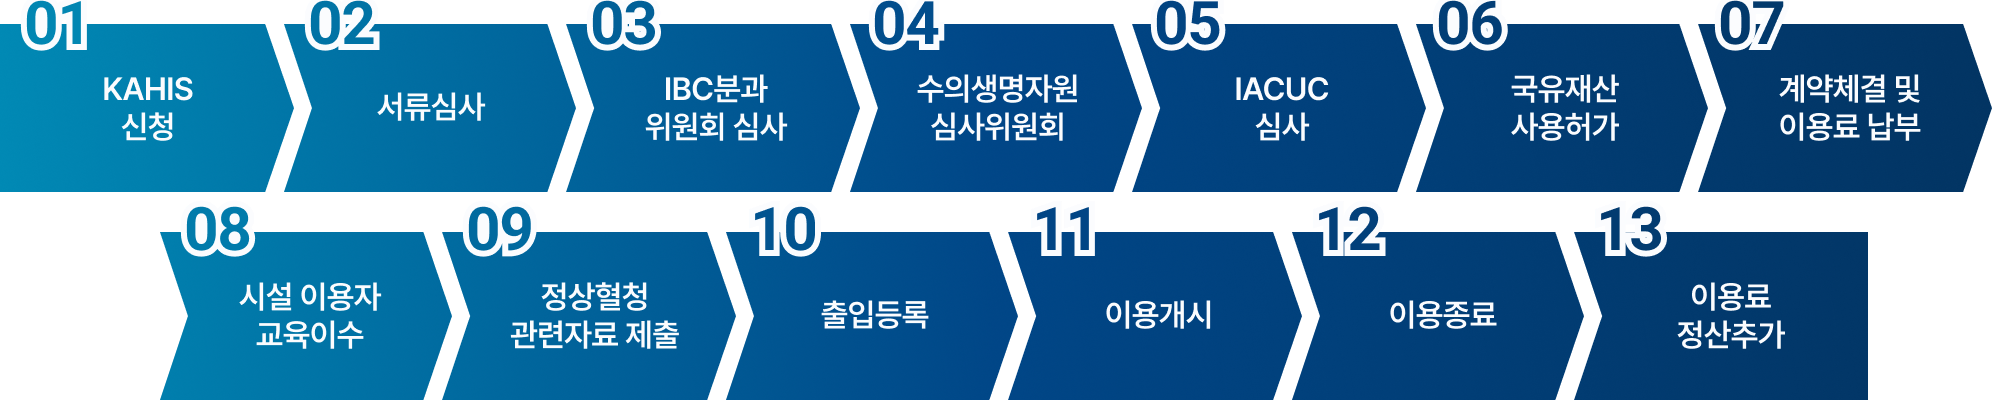 01
KAHIS
신청
02
서류심사
03
IBC분과
위원회 심사
04
수의생명자원
심사위원회
05
IACUC
심사
06
국유재산
사용허가
07
계약체결 및
이용료 납부
08
시설 이용자
교육이수
09
정상혈청
관련자료 제출
10
출입등록
11
이용개시
12
이용종료
13
이용료
정산추가